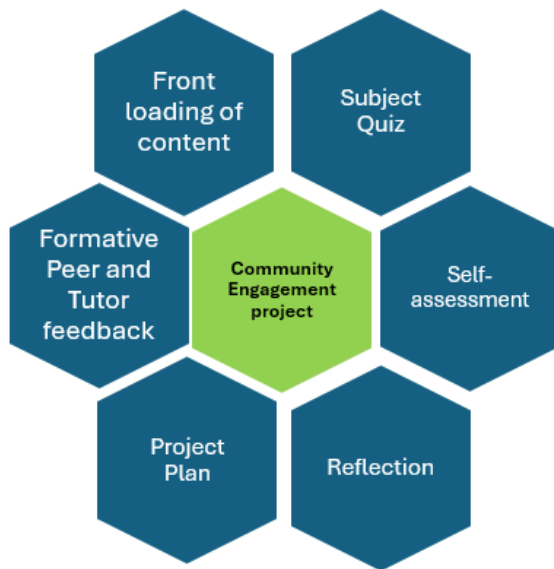 Front
loading of
content
Subject
Quiz
Formative
Peer and
Tutor
feedback
Community
Engagement
project
Self-
assessment
Project
Plan
Reflection